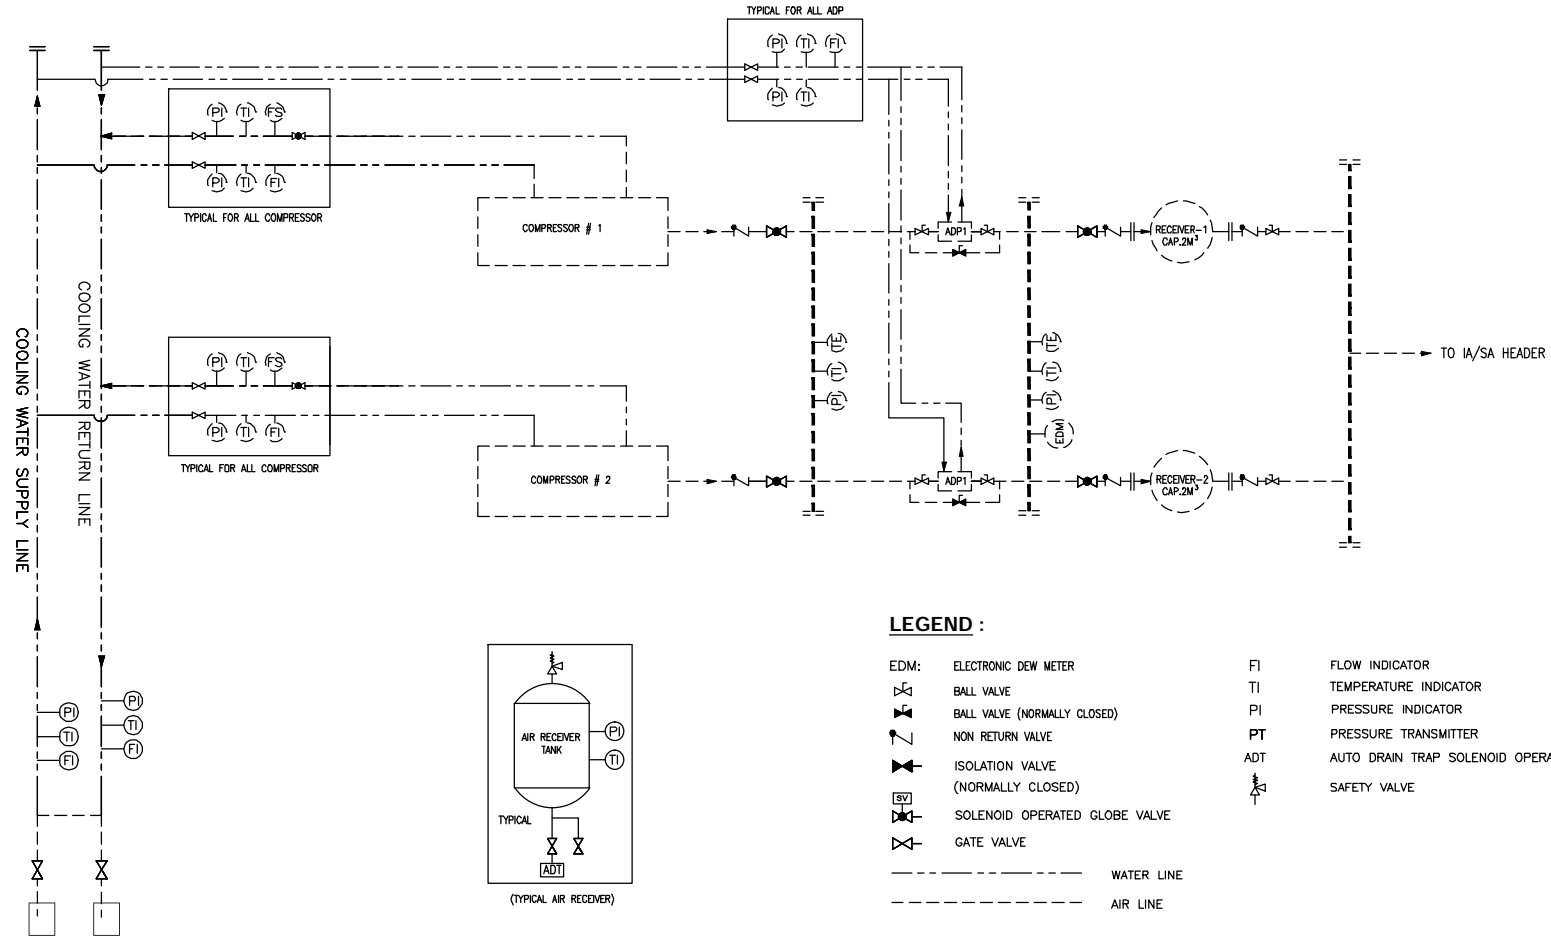 TYPICAL FOR ALL ADP
PI TI FI
PI TI
PI TI FS
PI TI FI
TYPICAL FOR ALL COMPRESSOR
COMPRESSOR # 1
ADP1
RECEIVER-1
CAP.2M³
COOLING WATER SUPPLY LINE
COOLING WATER RETURN LINE
PI TI FS
PI TI FI
TYPICAL FOR ALL COMPRESSOR
COMPRESSOR # 2
TE
TI
PI
TE
TI
PI
EDM
ADP1
RECEIVER-2
CAP.2M³
TO IA/SA HEADER
PI
TI
FI
PI
TI
FI
AIR RECEIVER
TANK
PI
TI
TYPICAL
ADT
(TYPICAL AIR RECEIVER)
LEGEND :
EDM: ELECTRONIC DEW METER
BALL VALVE
BALL VALVE (NORMALLY CLOSED)
NON RETURN VALVE
ISOLATION VALVE
(NORMALLY CLOSED)
SV
SOLENOID OPERATED GLOBE VALVE
GATE VALVE
WATER LINE
AIR LINE
FI FLOW INDICATOR
TI TEMPERATURE INDICATOR
PI PRESSURE INDICATOR
PT PRESSURE TRANSMITTER
ADT AUTO DRAIN TRAP SOLENOID OPERA
SAFETY VALVE